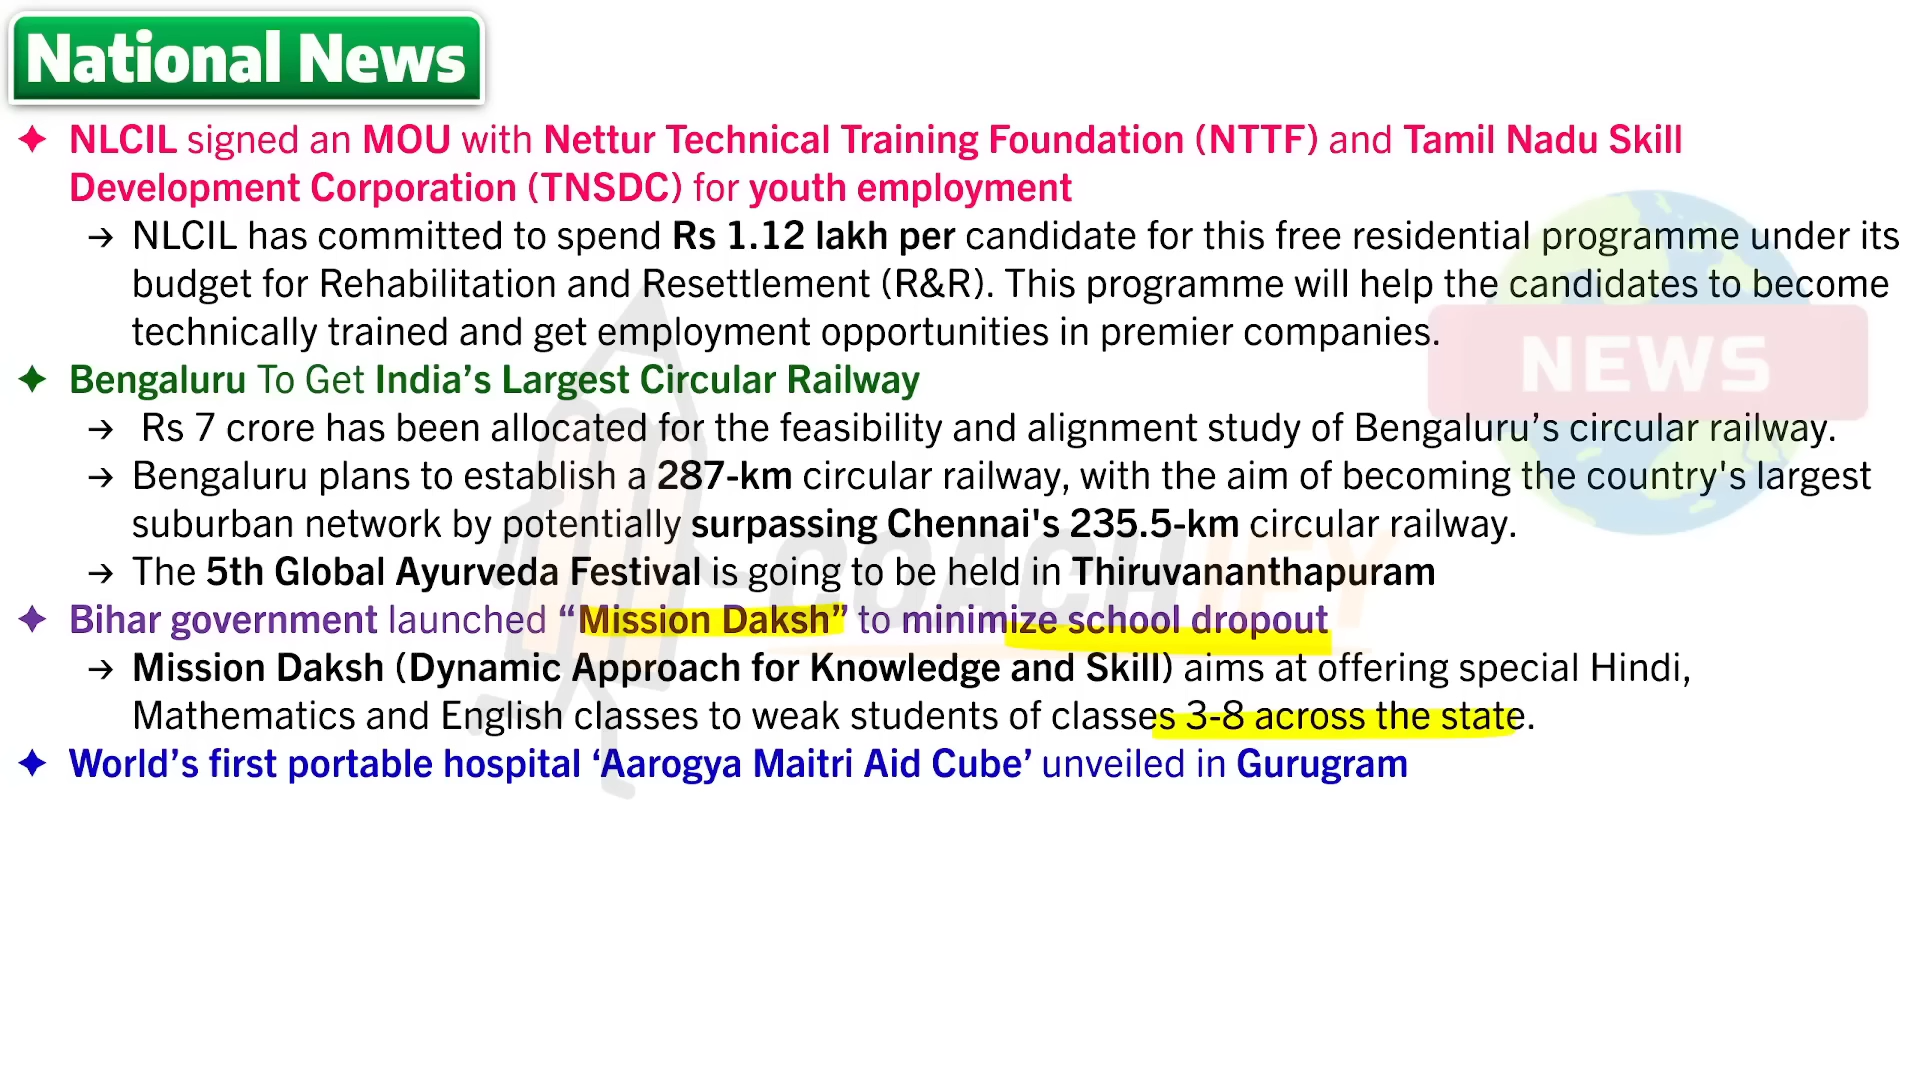 National News
✦ NLCIL signed an MOU with Nettur Technical Training Foundation (NTTF) and Tamil Nadu Skill
Development Corporation (TNSDC) for youth employment
→ NLCIL has committed to spend Rs 1.12 lakh per candidate for this free residential programme under its
budget for Rehabilitation and Resettlement (R&R). This programme will help the candidates to become
technically trained and get employment opportunities in premier companies.
NEWS
✦ Bengaluru To Get India’s Largest Circular Railway
→ Rs 7 crore has been allocated for the feasibility and alignment study of Bengaluru’s circular railway.
→ Bengaluru plans to establish a 287-km circular railway, with the aim of becoming the country's largest
suburban network by potentially surpassing Chennai's 235.5-km circular railway.
→ The 5th Global Ayurveda Festival is going to be held in Thiruvananthapuram
COACHIFY
✦ Bihar government launched “Mission Daksh” to minimize school dropout
→ Mission Daksh (Dynamic Approach for Knowledge and Skill) aims at offering special Hindi,
Mathematics and English classes to weak students of classes 3-8 across the state.
✦ World’s first portable hospital ‘Aarogya Maitri Aid Cube’ unveiled in Gurugram